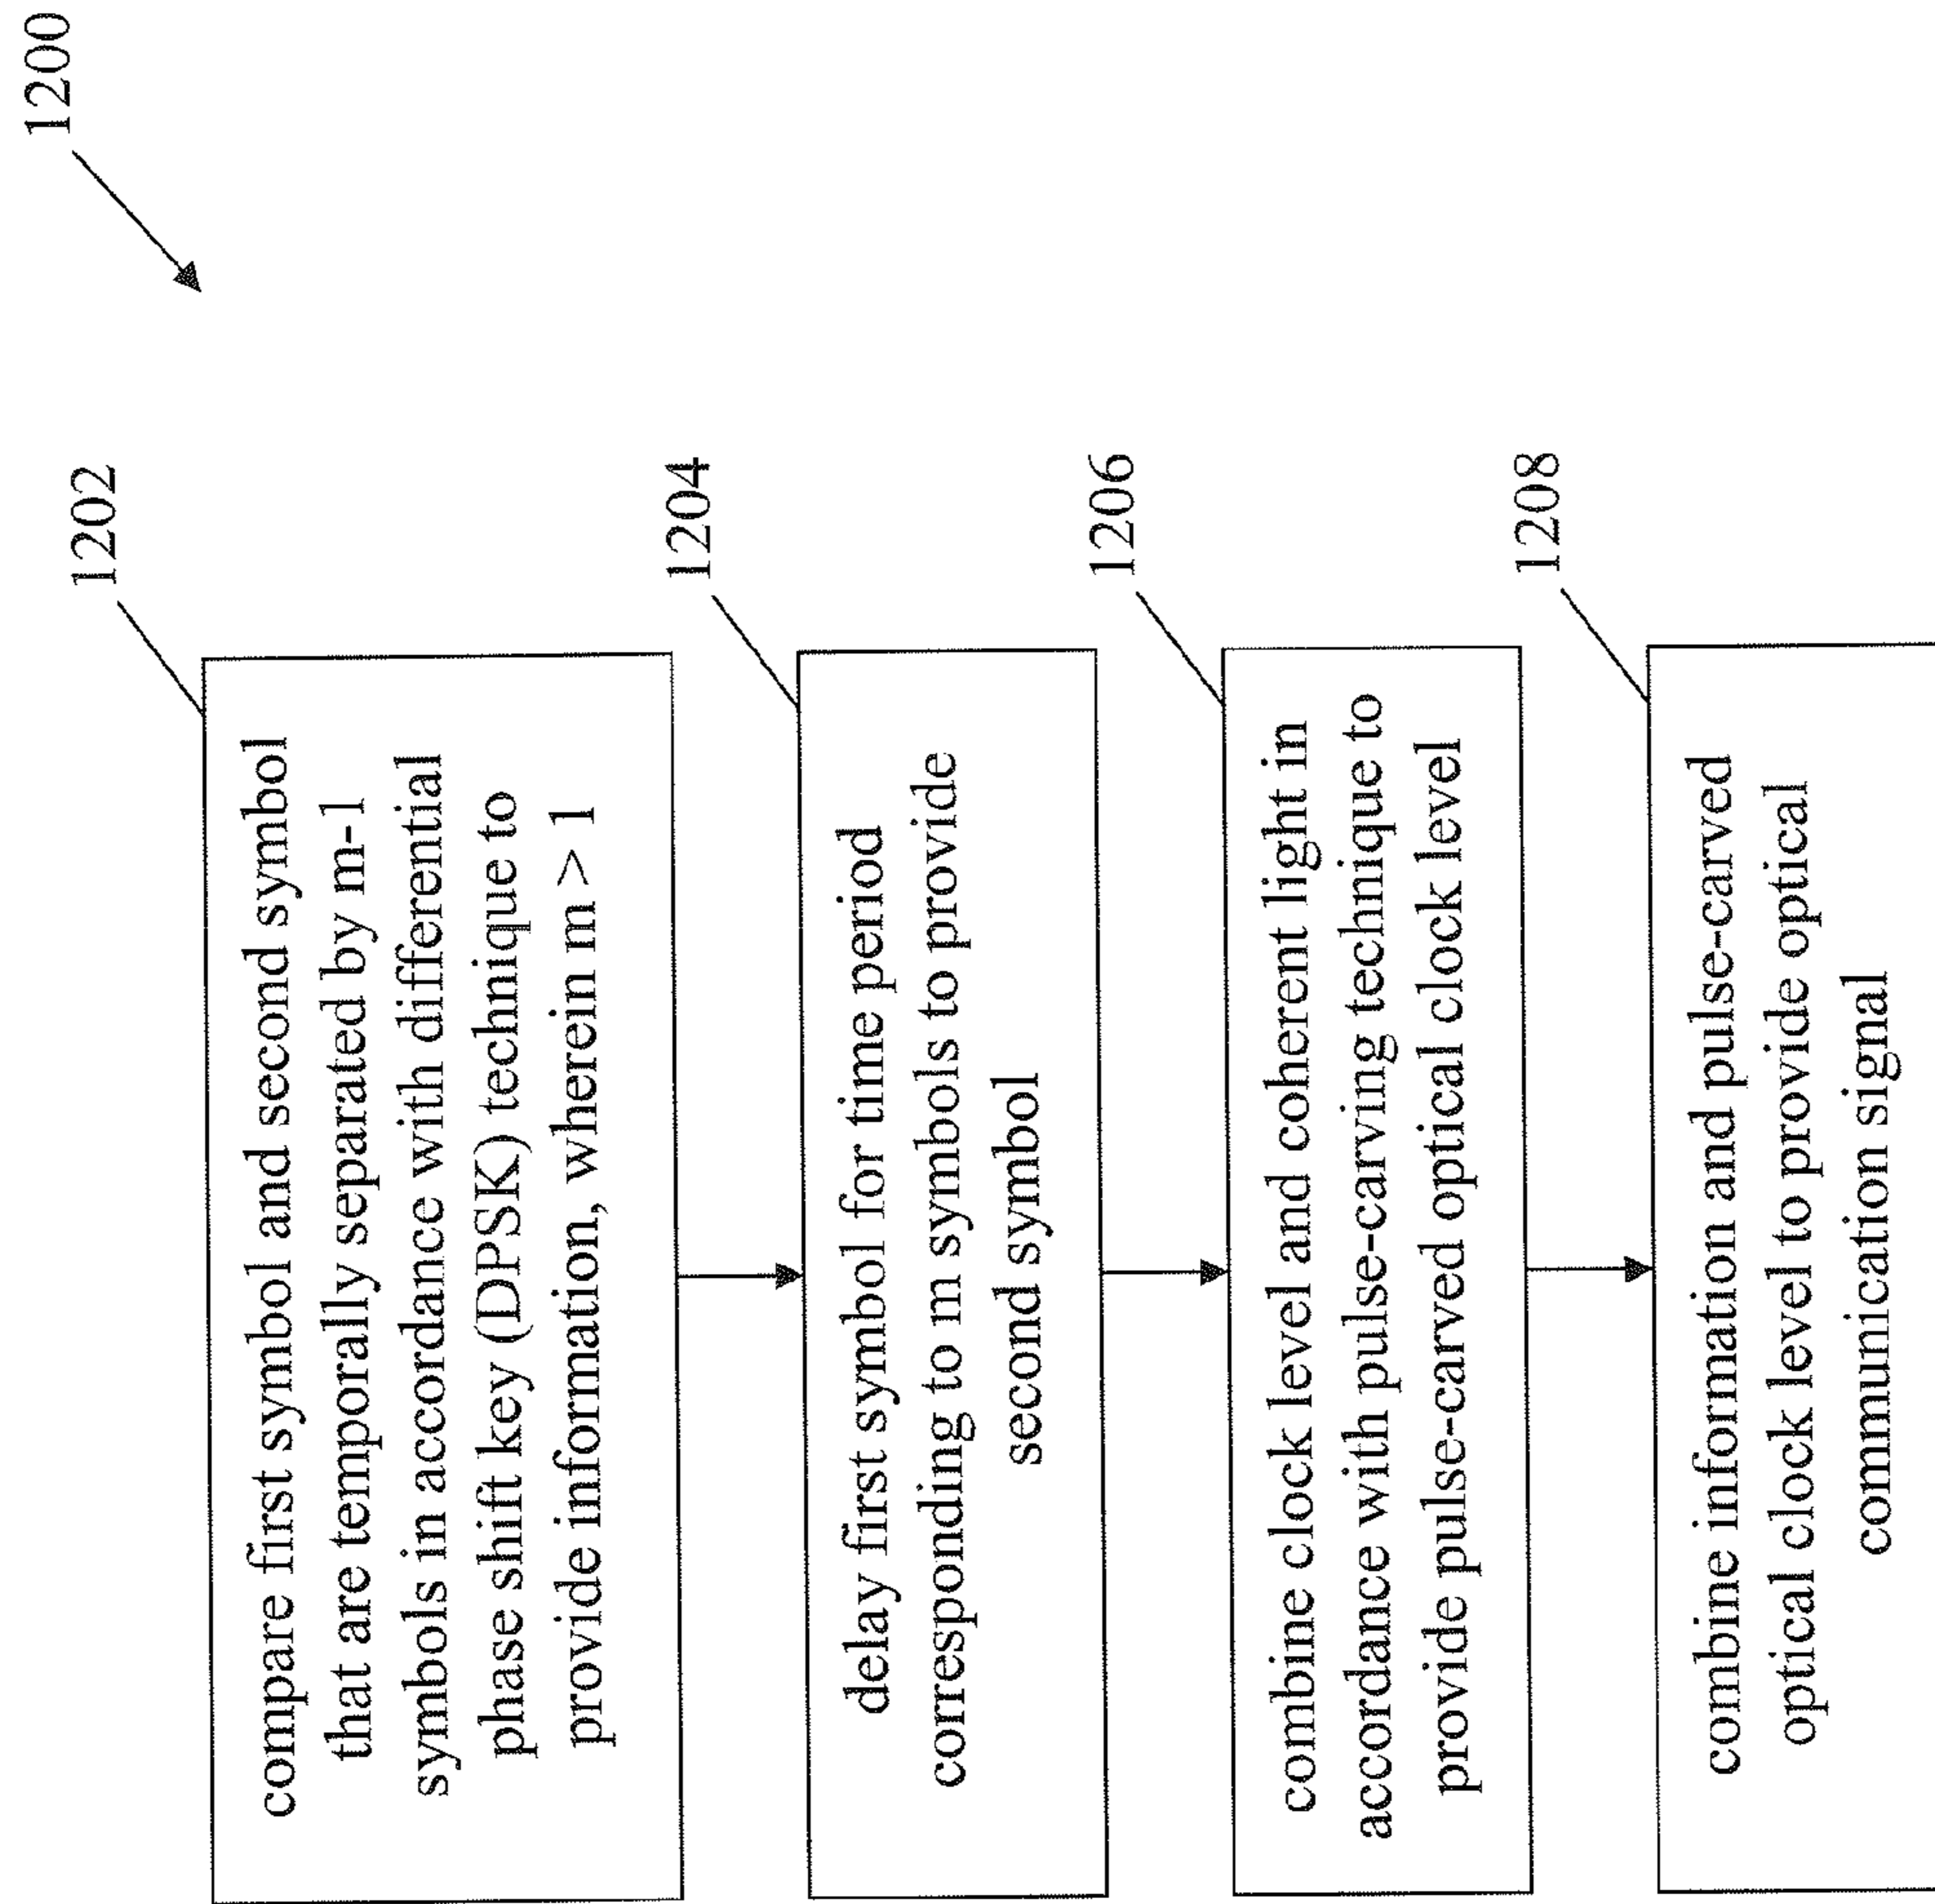 1200
1202
compare first symbol and second symbol
that are temporally separated by m-1
symbols in accordance with differential
phase shift key (DPSK) technique to
provide information, wherein m > 1
1204
delay first symbol for time period
corresponding to m symbols to provide
second symbol
1206
combine clock level and coherent light in
accordance with pulse-carving technique to
provide pulse-carved optical clock level
1208
combine information and pulse-carved
optical clock level to provide optical
communication signal